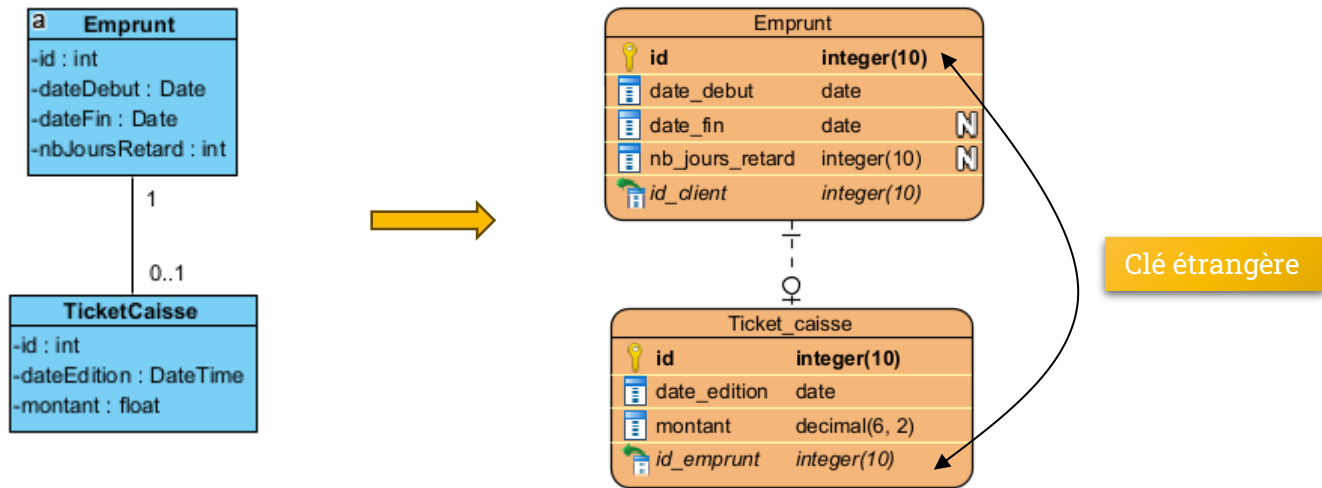 a
Emprunt
-id : int
-dateDebut : Date
-dateFin : Date
-nbJoursRetard : int
1
0..1
TicketCaisse
-id : int
-dateEdition : DateTime
-montant : float
Emprunt
id integer(10)
date_debut date
date_fin date N
nb_jours_retard integer(10) N
id_client integer(10)
Ticket_caisse
id integer(10)
date_edition date
montant decimal(6, 2)
id_emprunt integer(10)
Clé étrangère